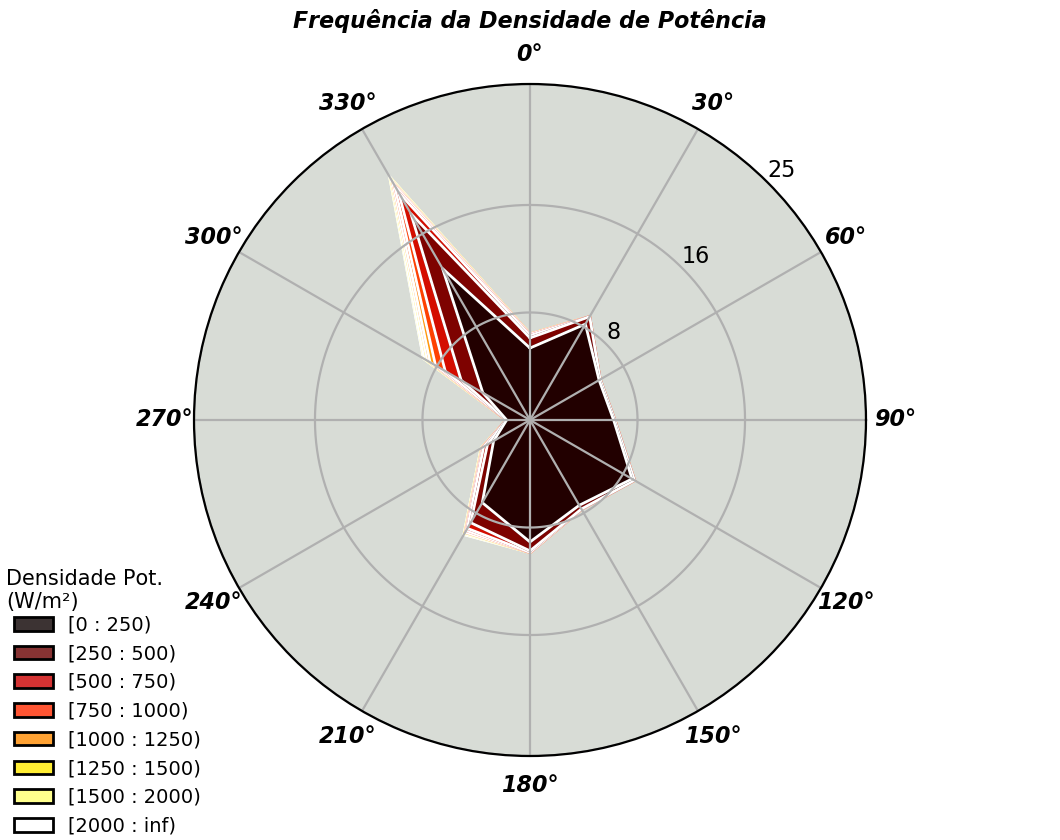 Frequência da Densidade de Potência
0°
330°
30°
25
300°
60°
16
8
270°
90°
240°
120°
210°
150°
180°
Densidade Pot.
(W/m²)
[0 : 250)
[250 : 500)
[500 : 750)
[750 : 1000)
[1000 : 1250)
[1250 : 1500)
[1500 : 2000)
[2000 : inf)